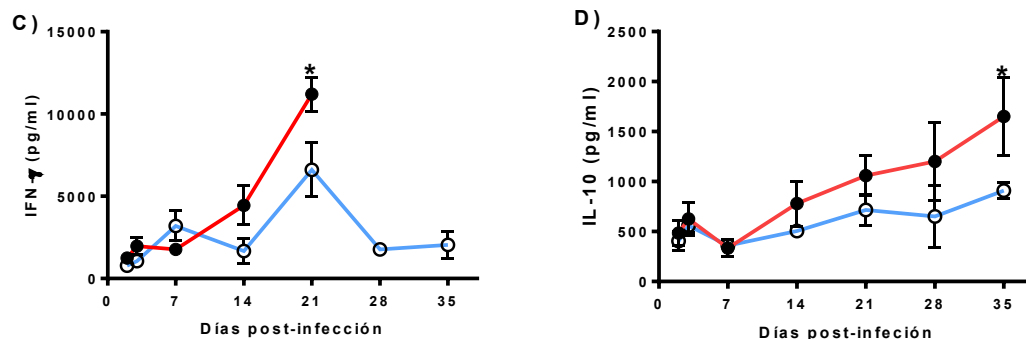 C)
IFN-γ (pg/ml)
15000
10000
5000
0
*
0 7 14 21 28 35
Días post-infección
D)
IL-10 (pg/ml)
2500
2000
1500
1000
500
0
*
0 7 14 21 28 35
Días post-infeción